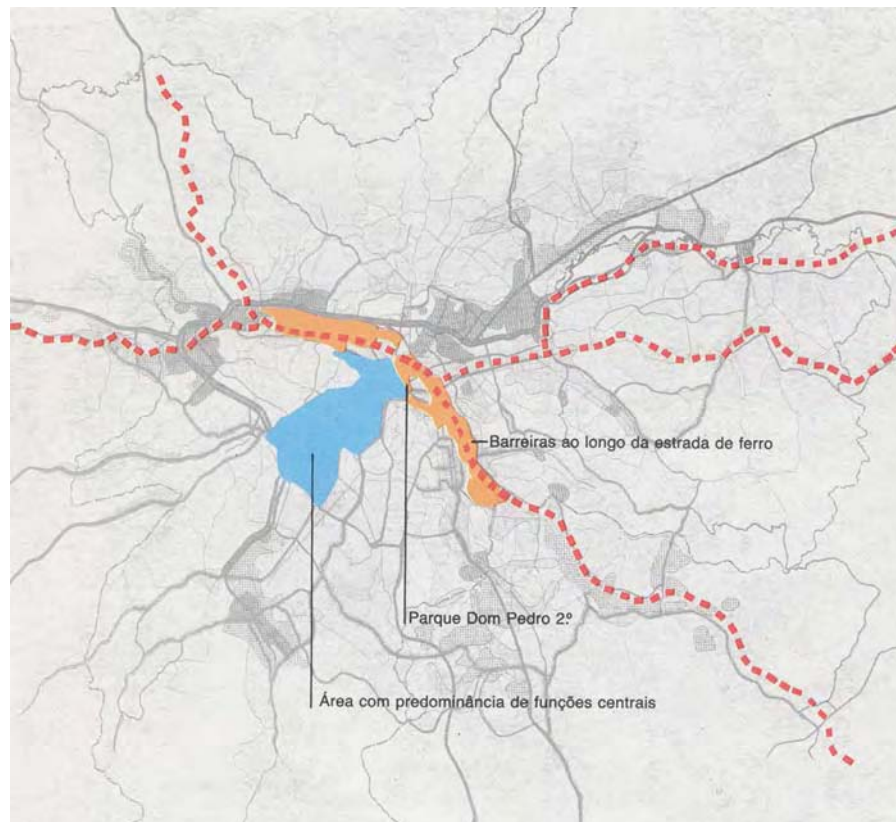 Barreiras ao longo da estrada de ferro
Parque Dom Pedro 2º
Área com predominância de funções centrais